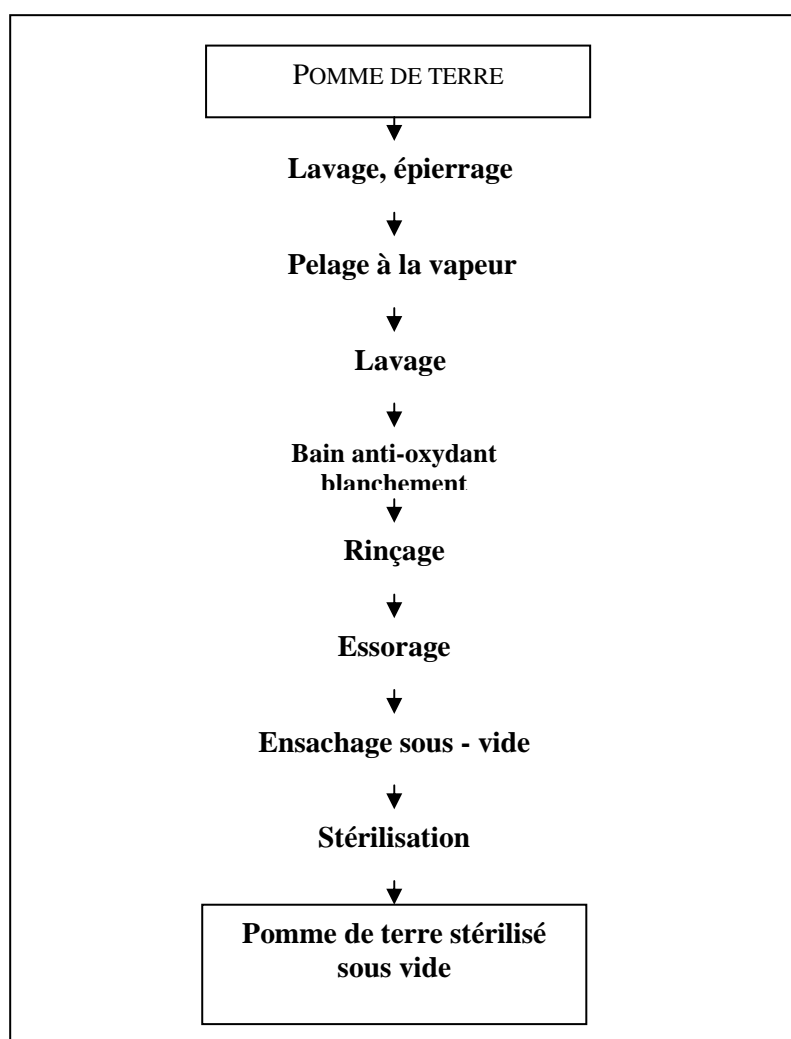 POMME DE TERRE
Lavage, épierrage
Pelage à la vapeur
Lavage
Bain anti-oxydant
blanchement
Rinçage
Essorage
Ensachage sous - vide
Stérilisation
Pomme de terre stérilisé
sous vide